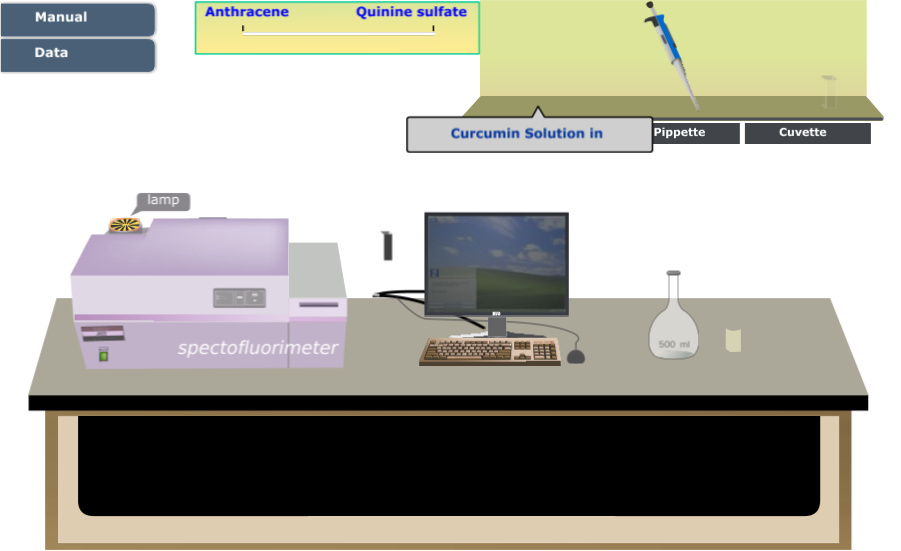 Manual
Data
Anthracene Quinine sulfate
Curcumin Solution in
Pippette
Cuvette
lamp
spectofluorimeter
500 ml